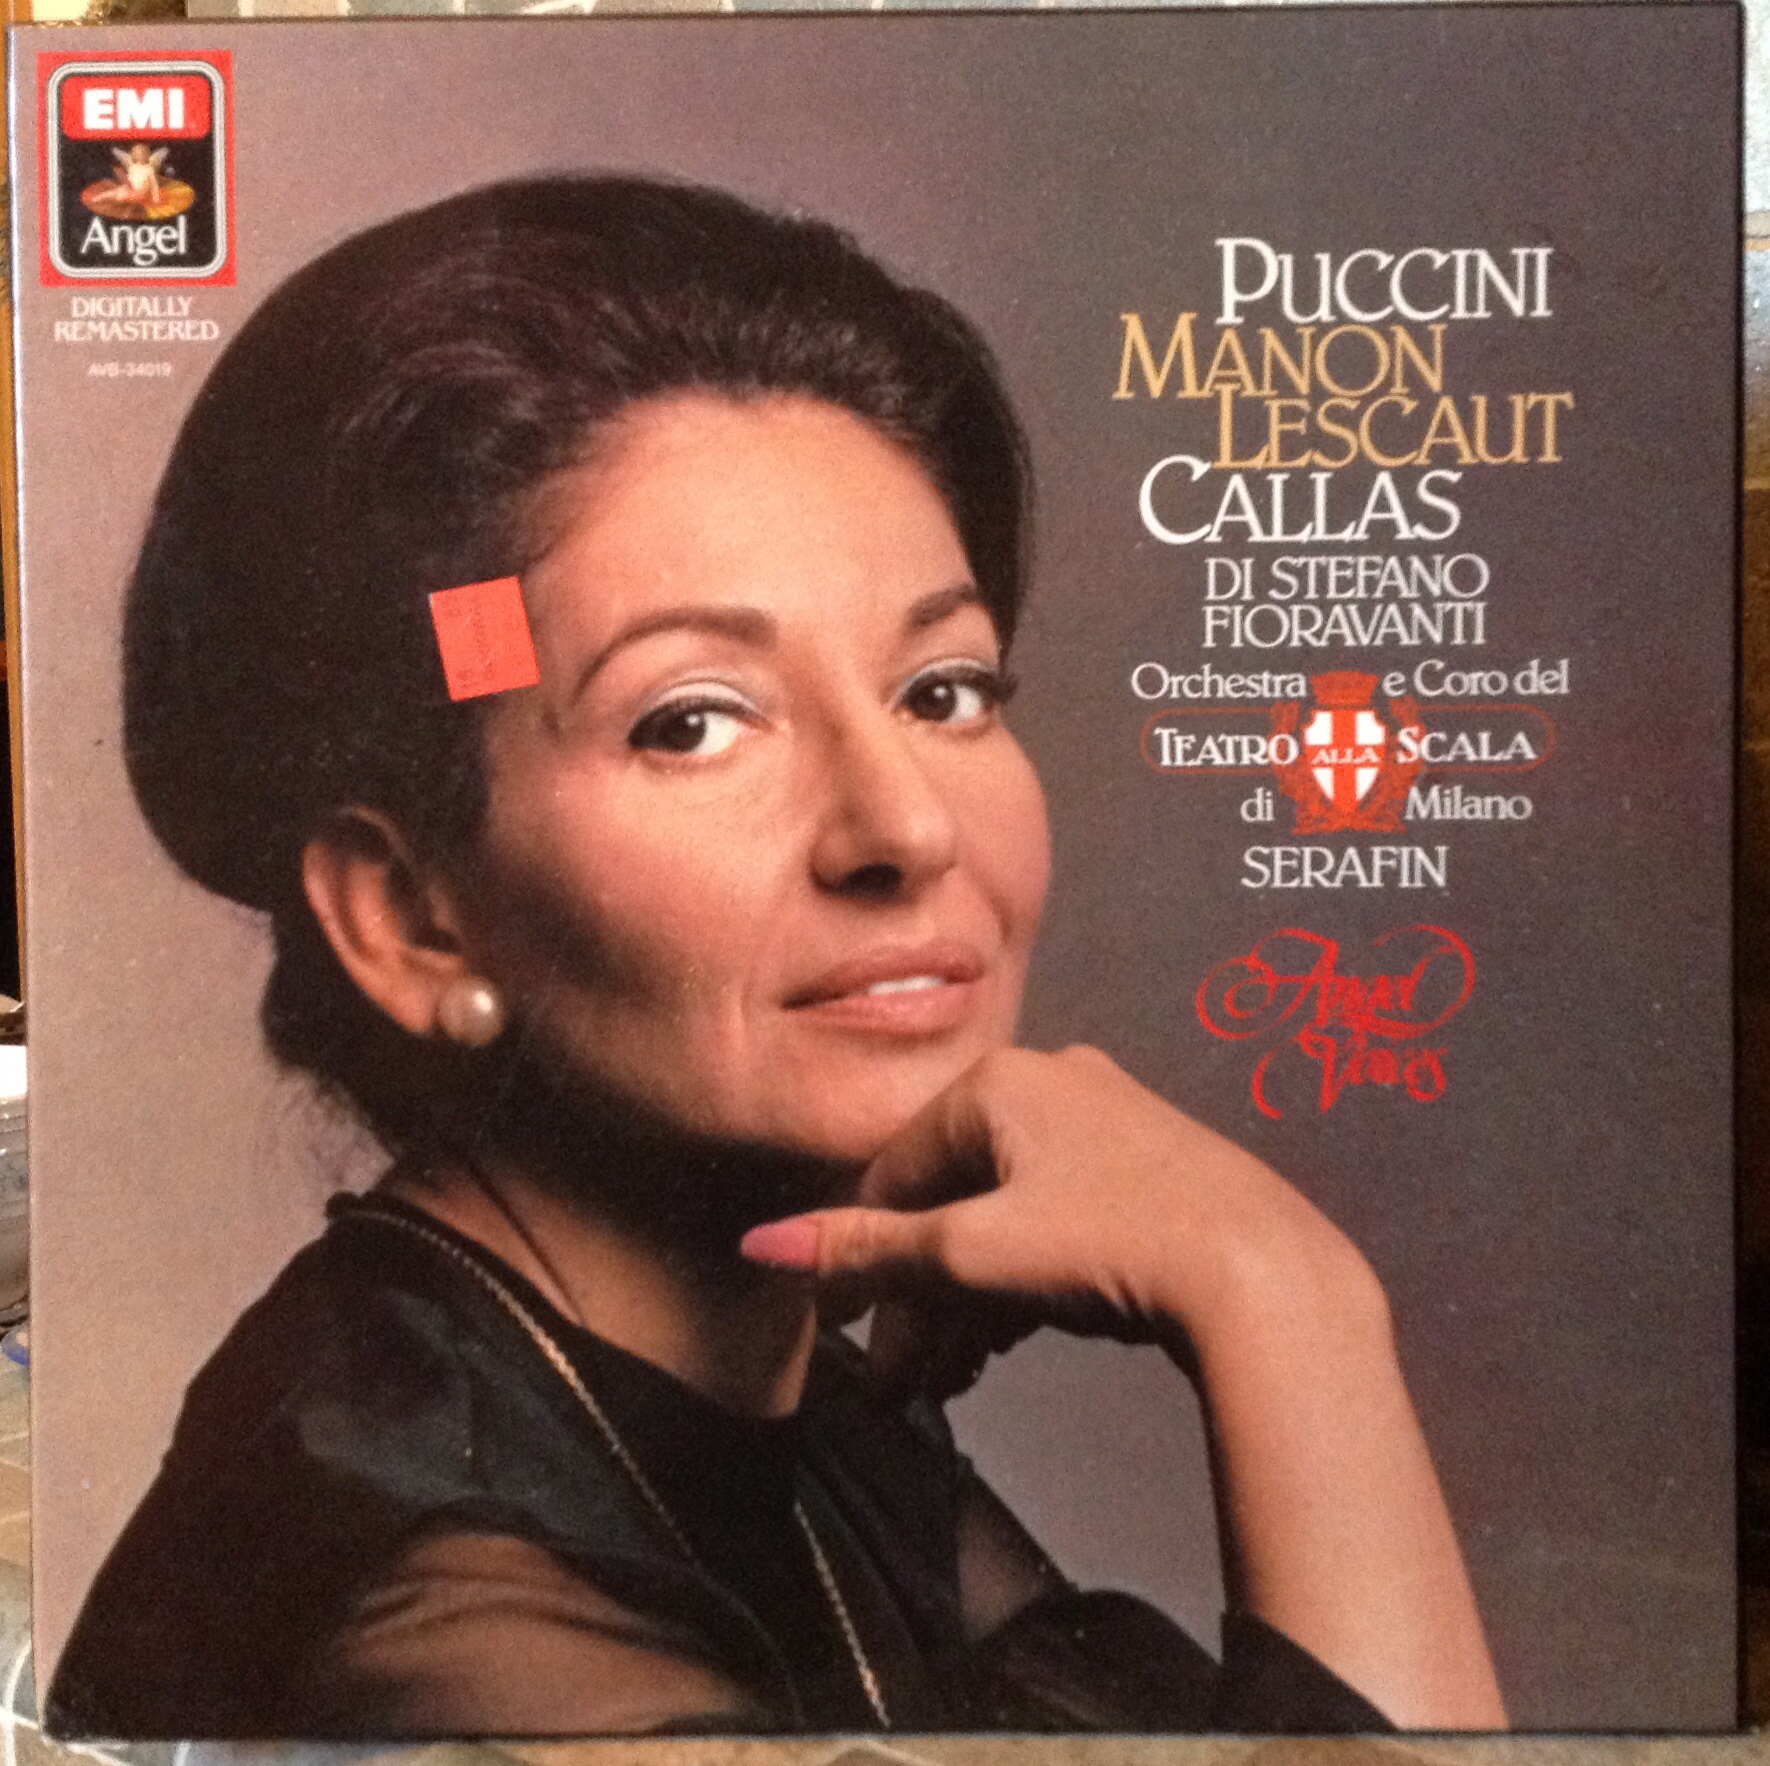 EMI
Angel
DIGITALLY
REMASTERED
AVB-34019
PUCCINI
MANON
LESCAUT
CALLAS
DI STEFANO
FIORAVANTI
Orchestra e Coro del
TEATRO ALLA SCALA
di Milano
SERAFIN
Angel
Voices